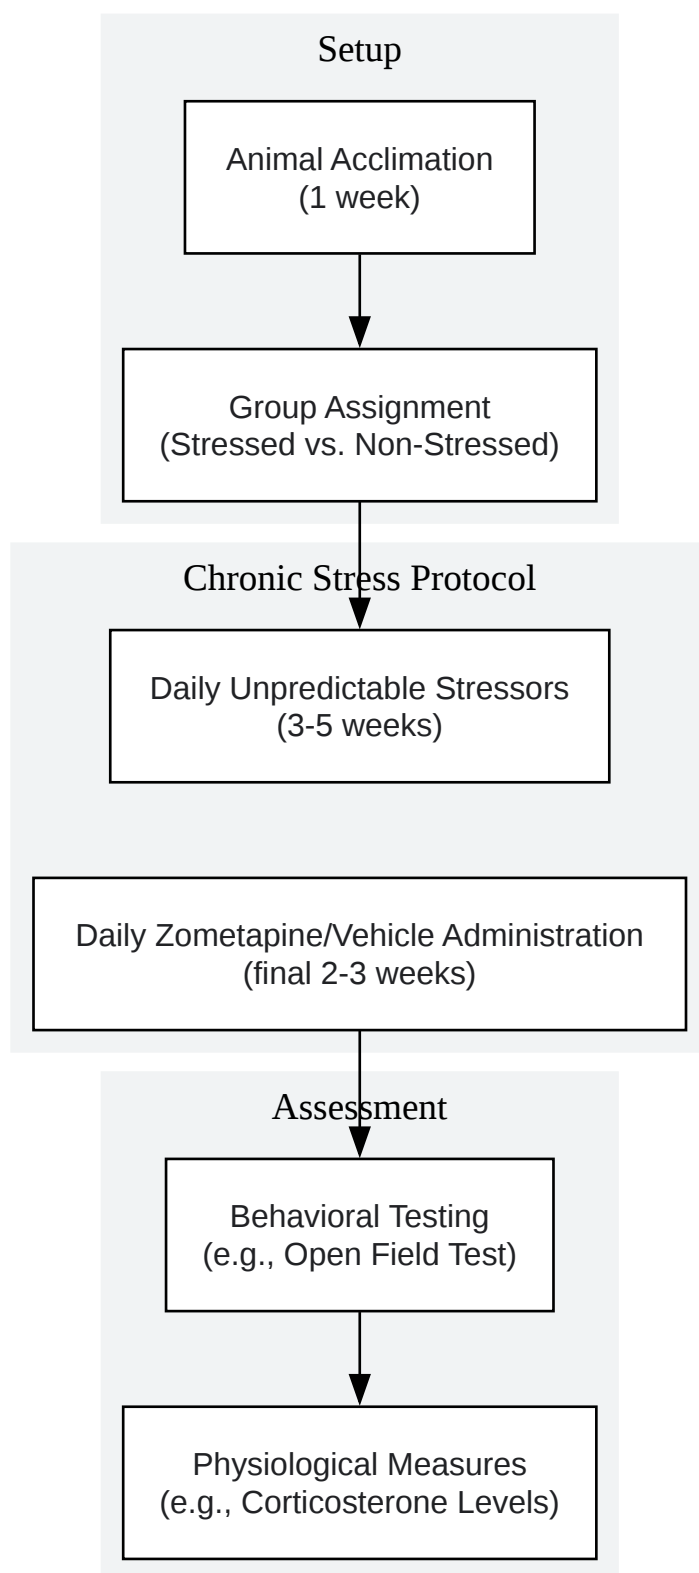 Setup
Animal Acclimation
(1 week)
Group Assignment
(Stressed vs. Non-Stressed)
Chronic Stress Protocol
Daily Unpredictable Stressors
(3-5 weeks)
Daily Zometapine/Vehicle Administration
(final 2-3 weeks)
Assessment
Behavioral Testing
(e.g., Open Field Test)
Physiological Measures
(e.g., Corticosterone Levels)